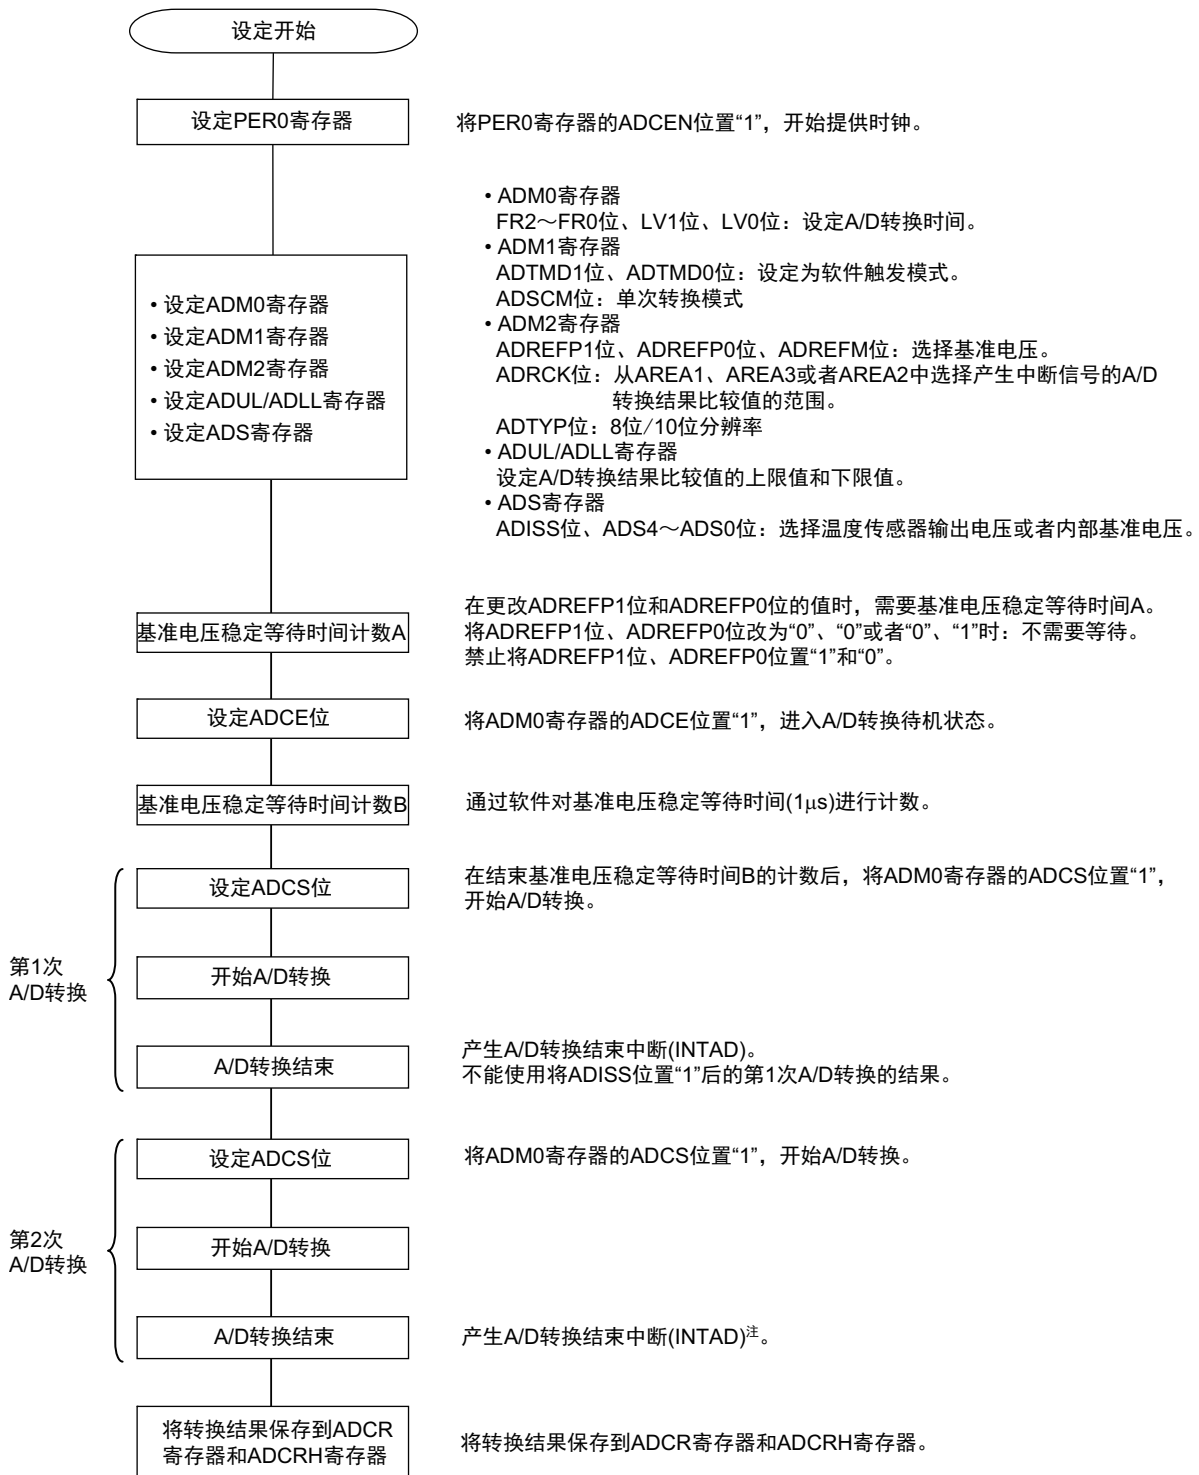 设定开始
设定PER0寄存器
将PER0寄存器的ADCEN位置“1”，开始提供时钟。
• 设定ADM0寄存器
• 设定ADM1寄存器
• 设定ADM2寄存器
• 设定ADUL/ADLL寄存器
• 设定ADS寄存器
• ADM0寄存器
FR2～FR0位、LV1位、LV0位：设定A/D转换时间。
• ADM1寄存器
ADTMD1位、ADTMD0位：设定为软件触发模式。
ADSCM位：单次转换模式
• ADM2寄存器
ADREFP1位、ADREFP0位、ADREFM位：选择基准电压。
ADRCK位：从AREA1、AREA3或者AREA2中选择产生中断信号的A/D
转换结果比较值的范围。
ADTYP位：8位/10位分辨率
• ADUL/ADLL寄存器
设定A/D转换结果比较值的上限值和下限值。
• ADS寄存器
ADISS位、ADS4～ADS0位：选择温度传感器输出电压或者内部基准电压。
基准电压稳定等待时间计数A
在更改ADREFP1位和ADREFP0位的值时，需要基准电压稳定等待时间A。
将ADREFP1位、ADREFP0位改为“0”、“0”或者“0”、“1”时：不需要等待。
禁止将ADREFP1位、ADREFP0位置“1”和“0”。
设定ADCE位
将ADM0寄存器的ADCE位置“1”，进入A/D转换待机状态。
基准电压稳定等待时间计数B
通过软件对基准电压稳定等待时间(1μs)进行计数。
第1次
A/D转换
设定ADCS位
在结束基准电压稳定等待时间B的计数后，将ADM0寄存器的ADCS位置“1”，
开始A/D转换。
开始A/D转换
A/D转换结束
产生A/D转换结束中断(INTAD)。
不能使用将ADISS位置“1”后的第1次A/D转换的结果。
第2次
A/D转换
设定ADCS位
将ADM0寄存器的ADCS位置“1”，开始A/D转换。
开始A/D转换
A/D转换结束
产生A/D转换结束中断(INTAD)注。
将转换结果保存到ADCR
寄存器和ADCRH寄存器
将转换结果保存到ADCR寄存器和ADCRH寄存器。